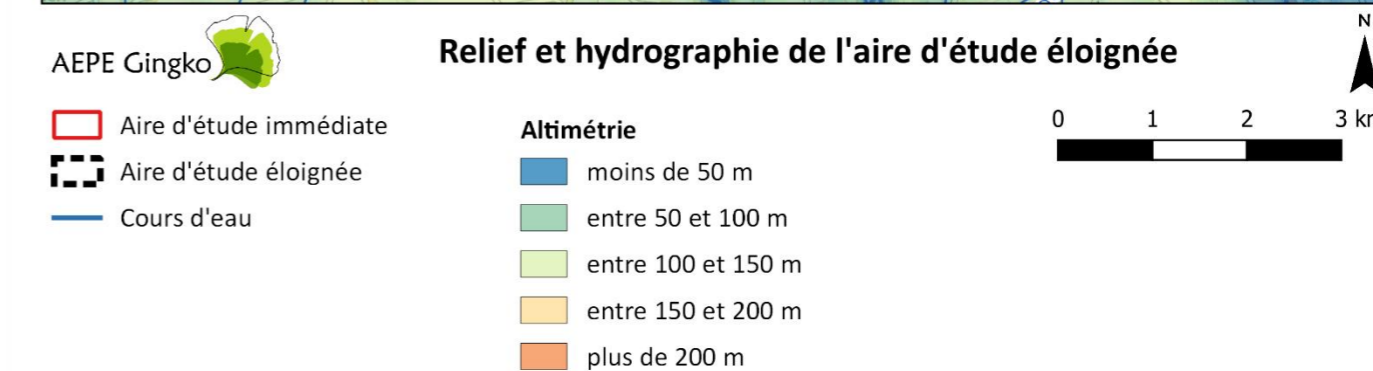 N
AEPE Gingko
Relief et hydrographie de l'aire d'étude éloignée
Aire d'étude immédiate
Aire d'étude éloignée
Cours d'eau
Altimétrie
moins de 50 m
entre 50 et 100 m
entre 100 et 150 m
entre 150 et 200 m
plus de 200 m
0 1 2 3 km